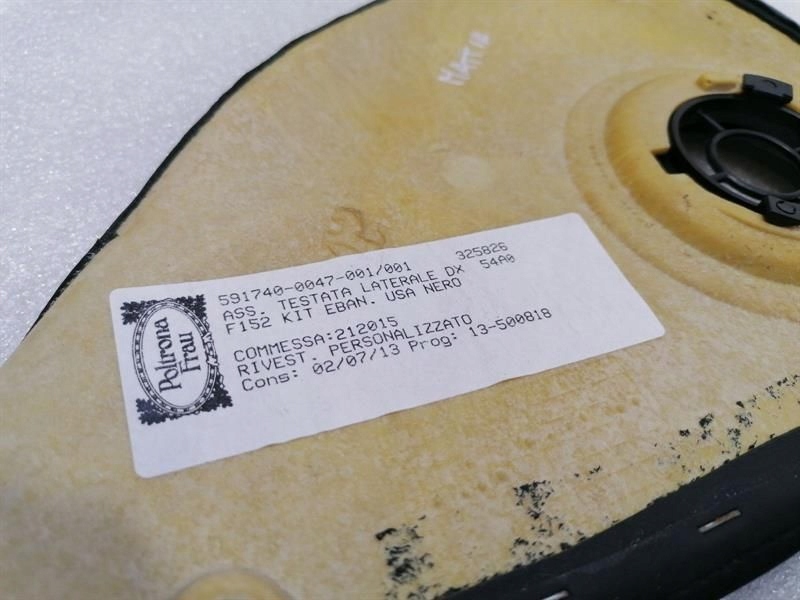 MATTIA
591740-0047-001/001 325826
ASS. TESTATA LATERALE DX 54A0
F152 KIT EBAN. USA NERO
COMMESSA:212015
RIVEST. PERSONALIZZATO
Cons: 02/07/13 Prog: 13-500818
Poltrona
Frau